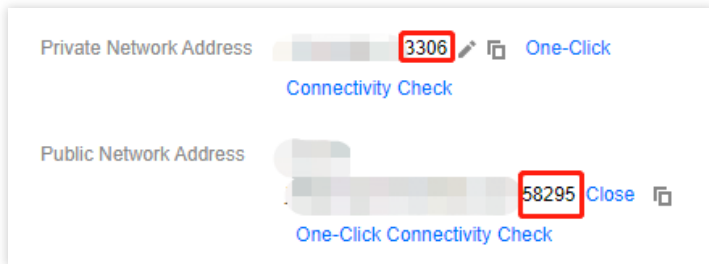 Private Network Address 3306 One-Click
Connectivity Check
Public Network Address
58295 Close
One-Click Connectivity Check